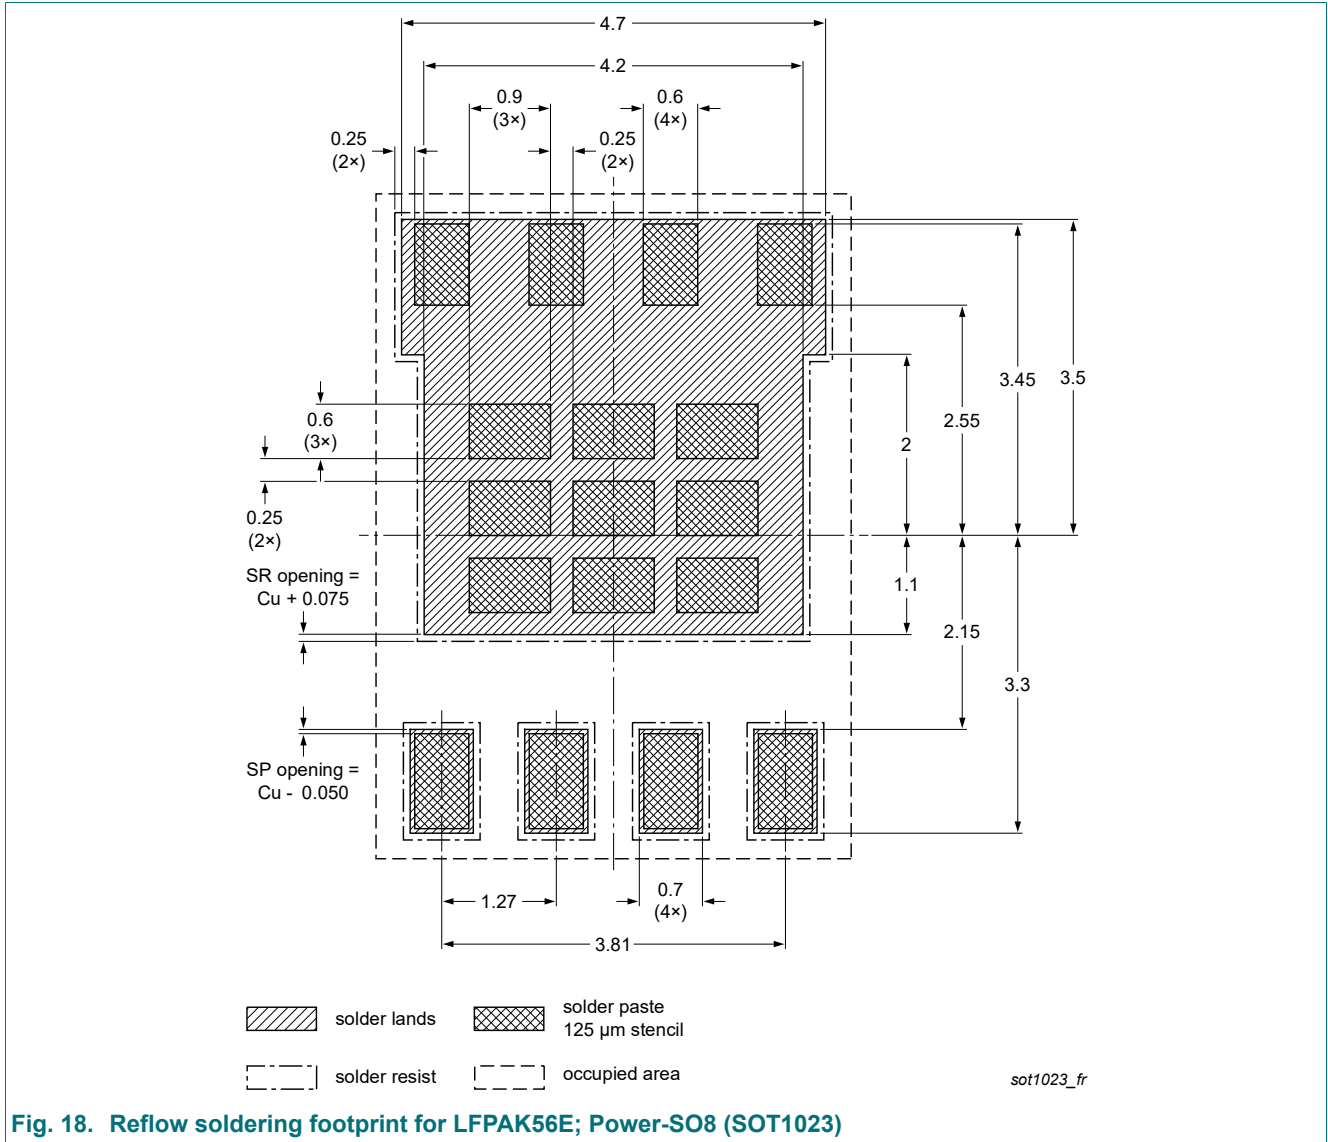 4.7
4.2
0.9
(3×)
0.6
(4×)
0.25
(2×)
0.25
(2×)
3.45
3.5
2.55
2
0.6
(3×)
0.25
(2×)
SR opening =
Cu + 0.075
1.1
2.15
3.3
SP opening =
Cu - 0.050
1.27
0.7
(4×)
3.81
solder lands
solder paste
125 µm stencil
solder resist
occupied area
sot1023_fr
Fig. 18. Reflow soldering footprint for LFPAK56E; Power-SO8 (SOT1023)